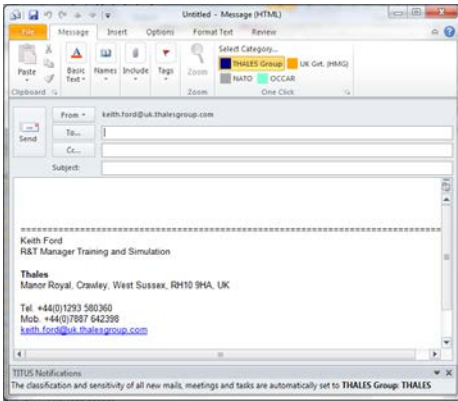 Untitled - Message (HTML)
File Message Insert Options Format Text Review
Paste
Basic Text
Names
Include
Tags
Zoom
Select Category...
THALES Group UK Gvt. (HMG)
NATO OCCAR
Clipboard Zoom One Click
From keith.ford@uk.thalesgroup.com
Send
To...
Cc...
Subject:
================================================
Keith Ford
R&T Manager Training and Simulation
Thales
Manor Royal, Crawley, West Sussex, RH10 9HA, UK
Tel. +44(0)1293 580360
Mob. +44(0)7887 642398
keith.ford@uk.thalesgroup.com
TITUS Notifications
The classification and sensitivity of all new mails, meetings and tasks are automatically set to THALES Group: THALES